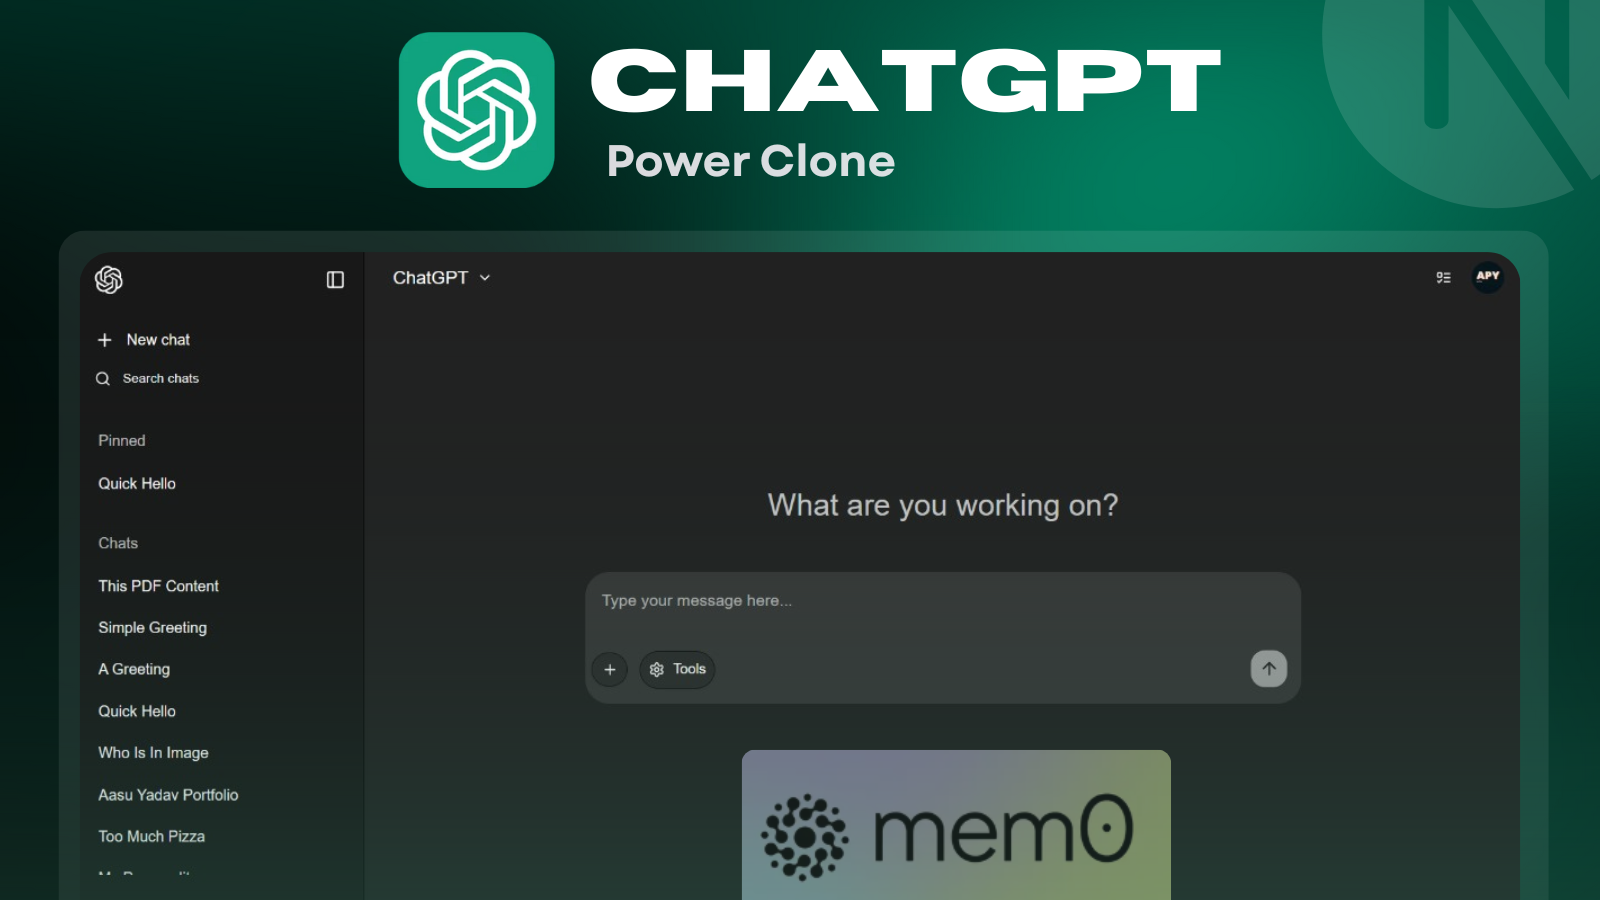 CHATGPT
Power Clone
ChatGPT
APY
New chat
Search chats
Pinned
Quick Hello
Chats
This PDF Content
Simple Greeting
A Greeting
Quick Hello
Who Is In Image
Aasu Yadav Portfolio
Too Much Pizza
What are you working on?
Type your message here...
Tools
mem0